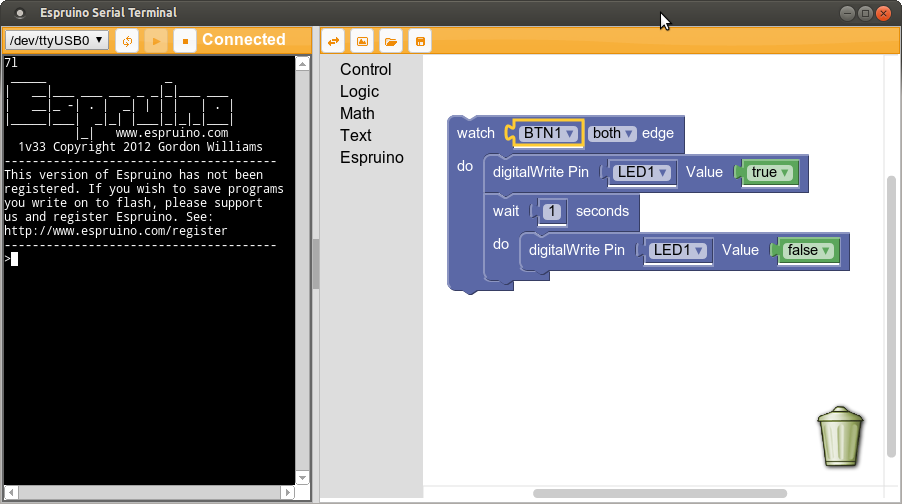 Espruino Serial Terminal
/dev/ttyUSB0
Connected
7l
www.espruino.com
1v33 Copyright 2012 Gordon Williams
This version of Espruino has not been
registered. If you wish to save programs
you write on to flash, please support
us and register Espruino. See:
http://www.espruino.com/register
>
Control
Logic
Math
Text
Espruino
watch BTN1 both edge
do digitalWrite Pin LED1 Value true
wait 1 seconds
do digitalWrite Pin LED1 Value false